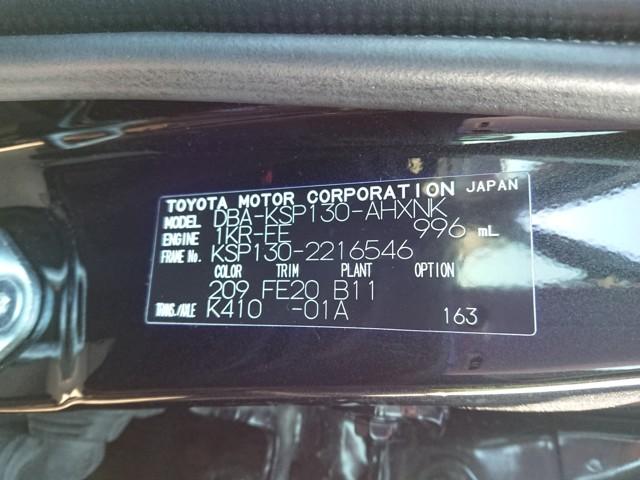 TOYOTA MOTOR CORPORATION JAPAN
MODEL DBA-KSP130-AHXNK
ENGINE 1KR-FE 996 mL
FRAME No. KSP130-2216546
COLOR TRIM PLANT OPTION
209 FE20 B11
TRANS./AXLE K410 -01A 163